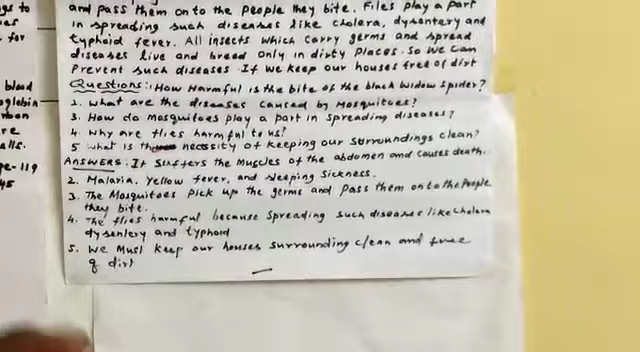 and pass them onto the people they bite. Flies play a part
in spreading such diseases like cholera, dysentery and
typhoid fever. All insects which carry germs and spread
diseases live and breed only in dirty places. So we can
prevent such diseases. If we keep our houses free of dirt
Questions: 1. How Harmful is the bite of the black widow spider?
2. What are the diseases caused by Mosquitoes?
3. How do mosquitoes play a part in spreading diseases?
4. Why are flies harmful to us?
5 What is the necessity of keeping our surroundings clean?
ANSWERS: It suffers the Muscles of the abdomen and causes death.
2. Malaria, Yellow fever, and sleeping sickness.
3. The Mosquitoes Pick up the germs and pass them onto the People
they bite.
4. The flies harmful because spreading such diseases like cholera
dysentery and typhoid
5. We Must keep our houses surrounding clean and free
of dirt
to
for
blood